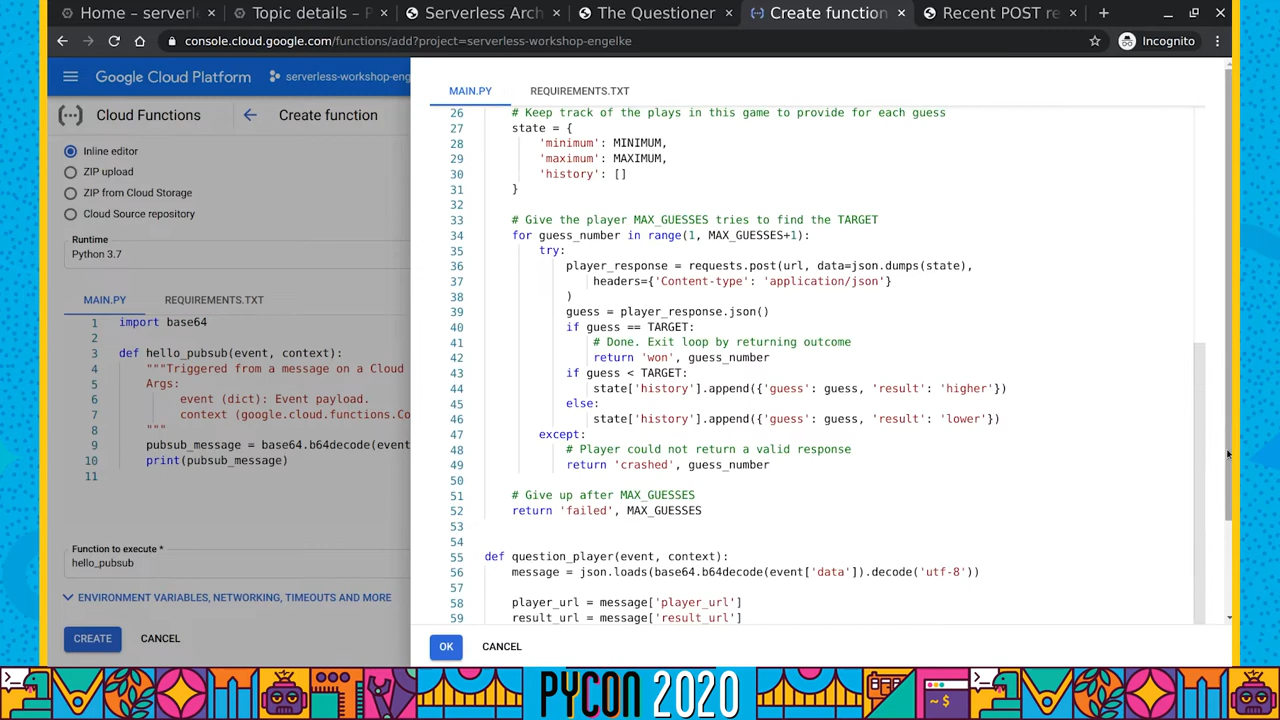 Home – serverl
Topic details - P
Serverless Arch
The Questioner
Create function
Recent POST re
console.cloud.google.com/functions/add?project=serverless-workshop-engelke
Incognito
Google Cloud Platform
serverless-workshop-eng
Cloud Functions
Create function
Inline editor
ZIP upload
ZIP from Cloud Storage
Cloud Source repository
Runtime
Python 3.7
MAIN.PY
REQUIREMENTS.TXT
1 import base64
2
3 def hello_pubsub(event, context):
4 """Triggered from a message on a Cloud
5 Args:
6 event (dict): Event payload.
7 context (google.cloud.functions.Co
8 """
9 pubsub_message = base64.b64decode(event
10 print(pubsub_message)
11
Function to execute *
hello_pubsub
ENVIRONMENT VARIABLES, NETWORKING, TIMEOUTS AND MORE
CREATE
CANCEL
MAIN.PY
REQUIREMENTS.TXT
26 # Keep track of the plays in this game to provide for each guess
27 state = {
28 'minimum': MINIMUM,
29 'maximum': MAXIMUM,
30 'history': []
31 }
32
33 # Give the player MAX_GUESSES tries to find the TARGET
34 for guess_number in range(1, MAX_GUESSES+1):
35 try:
36 player_response = requests.post(url, data=json.dumps(state),
37 headers={'Content-type': 'application/json'}
38 )
39 guess = player_response.json()
40 if guess == TARGET:
41 # Done. Exit loop by returning outcome
42 return 'won', guess_number
43 if guess < TARGET:
44 state['history'].append({'guess': guess, 'result': 'higher'})
45 else:
46 state['history'].append({'guess': guess, 'result': 'lower'})
47 except:
48 # Player could not return a valid response
49 return 'crashed', guess_number
50
51 # Give up after MAX_GUESSES
52 return 'failed', MAX_GUESSES
53
54
55 def question_player(event, context):
56 message = json.loads(base64.b64decode(event['data']).decode('utf-8'))
57
58 player_url = message['player_url']
59 result_url = message['result_url']
OK
CANCEL
PYCON 2020
>_
~$
>_